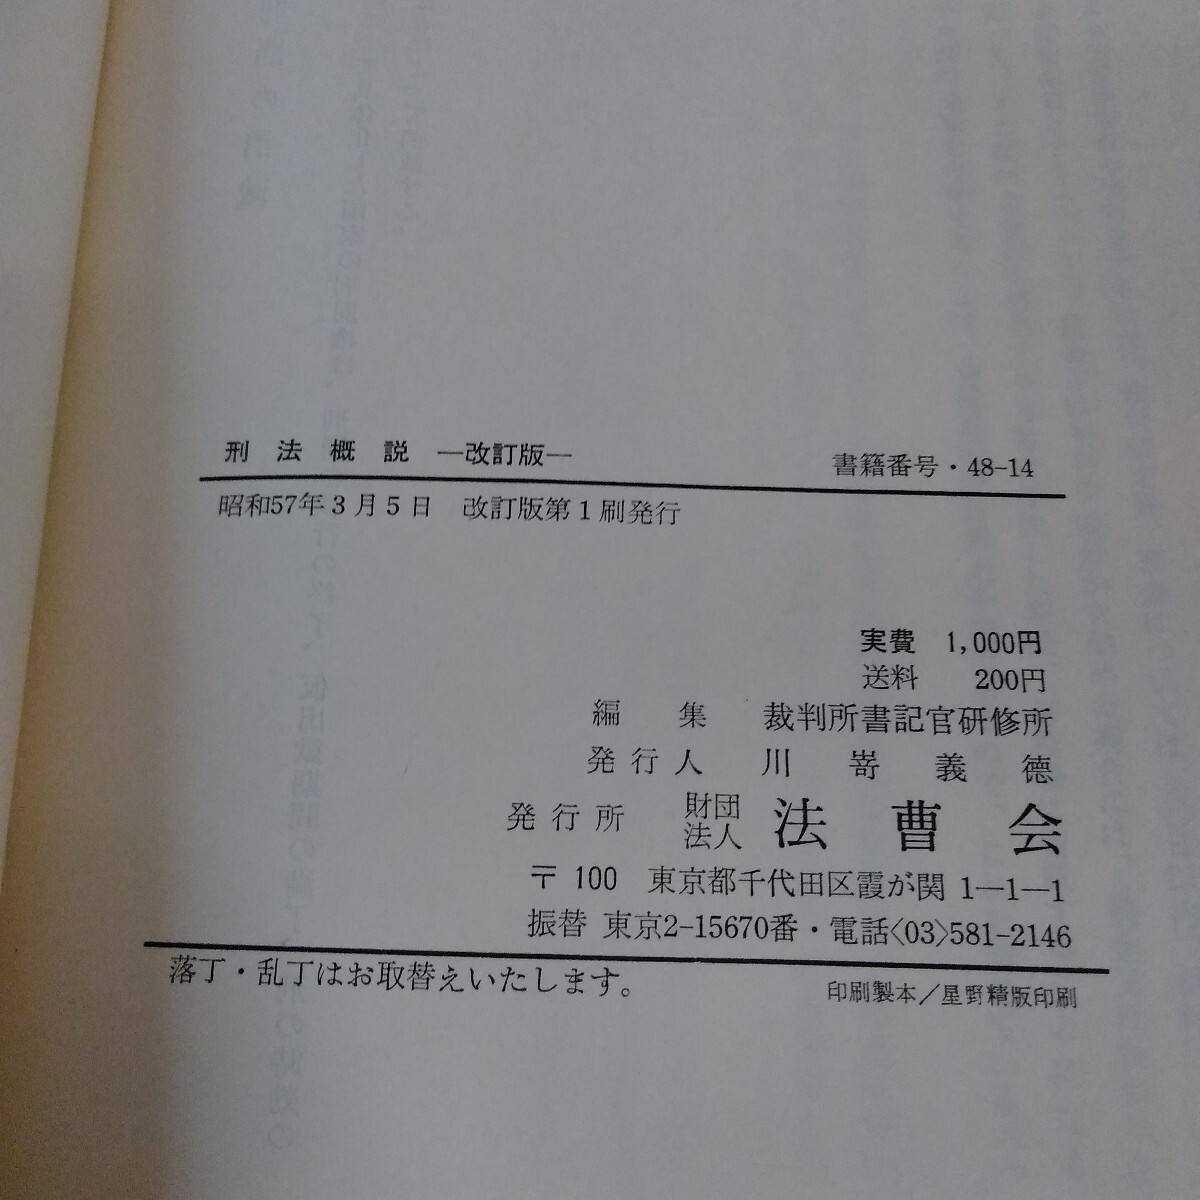 刑法概説 ―改訂版―
書籍番号・48-14
昭和57年3月5日 改訂版第1刷発行
実費 1,000円
送料 200円
編集 裁判所書記官研修所
発行人 川嵜義徳
発行所 財団法人 法曹会
〒100 東京都千代田区霞が関1―1―1
振替 東京2-15670番・電話〈03〉581-2146
落丁・乱丁はお取替えいたします。
印刷製本／星野精版印刷